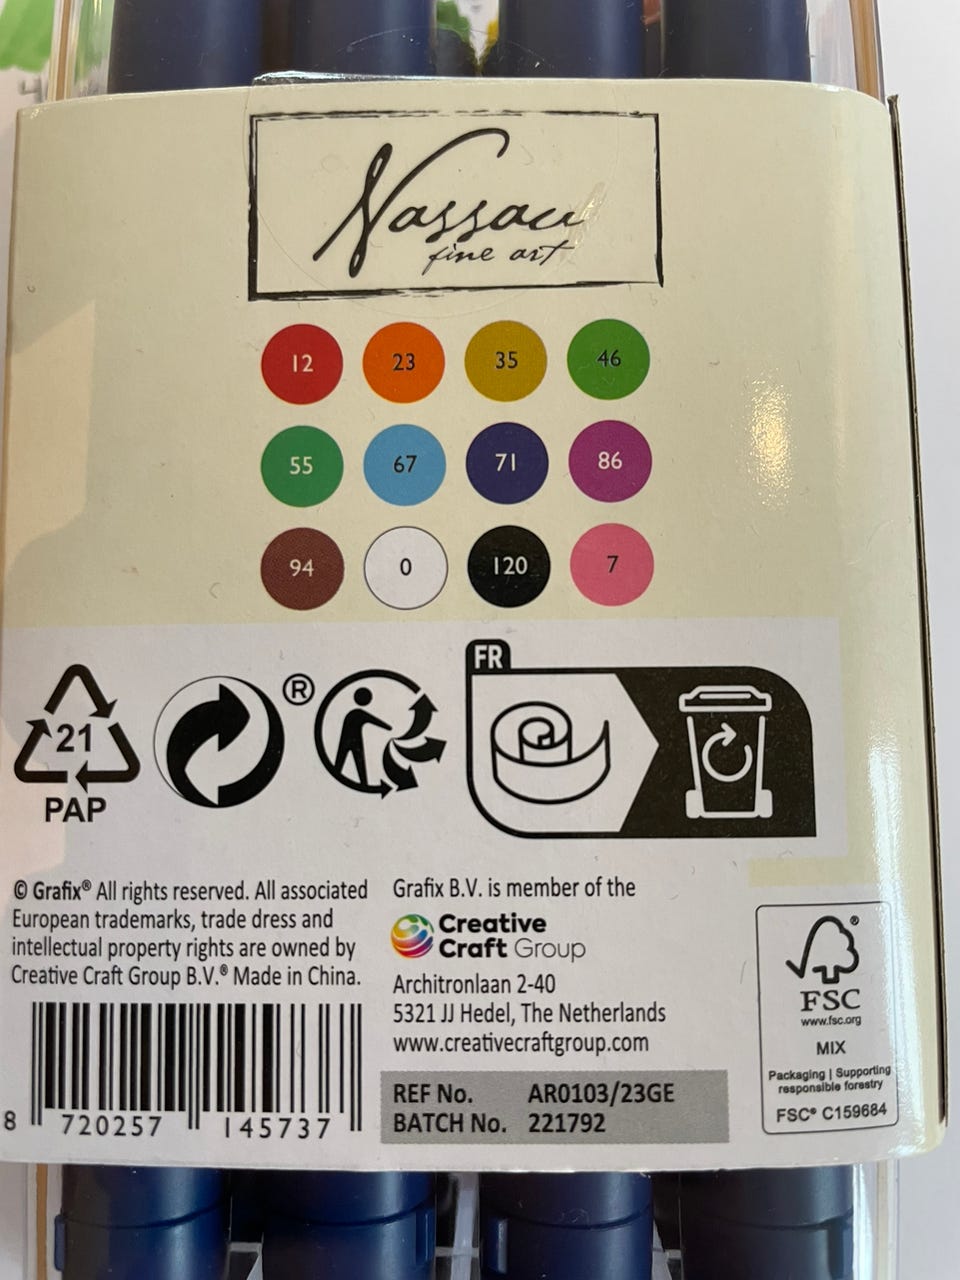 Nassau
fine art
12 23 35 46
55 67 71 86
94 0 120 7
FR
21
PAP
®
© Grafix® All rights reserved. All associated
European trademarks, trade dress and
intellectual property rights are owned by
Creative Craft Group B.V.® Made in China.
8 720257 145737
Grafix B.V. is member of the
Creative
Craft Group
Architronlaan 2-40
5321 JJ Hedel, The Netherlands
www.creativecraftgroup.com
REF No. AR0103/23GE
BATCH No. 221792
®
FSC
www.fsc.org
MIX
Packaging | Supporting
responsible forestry
FSC® C159684